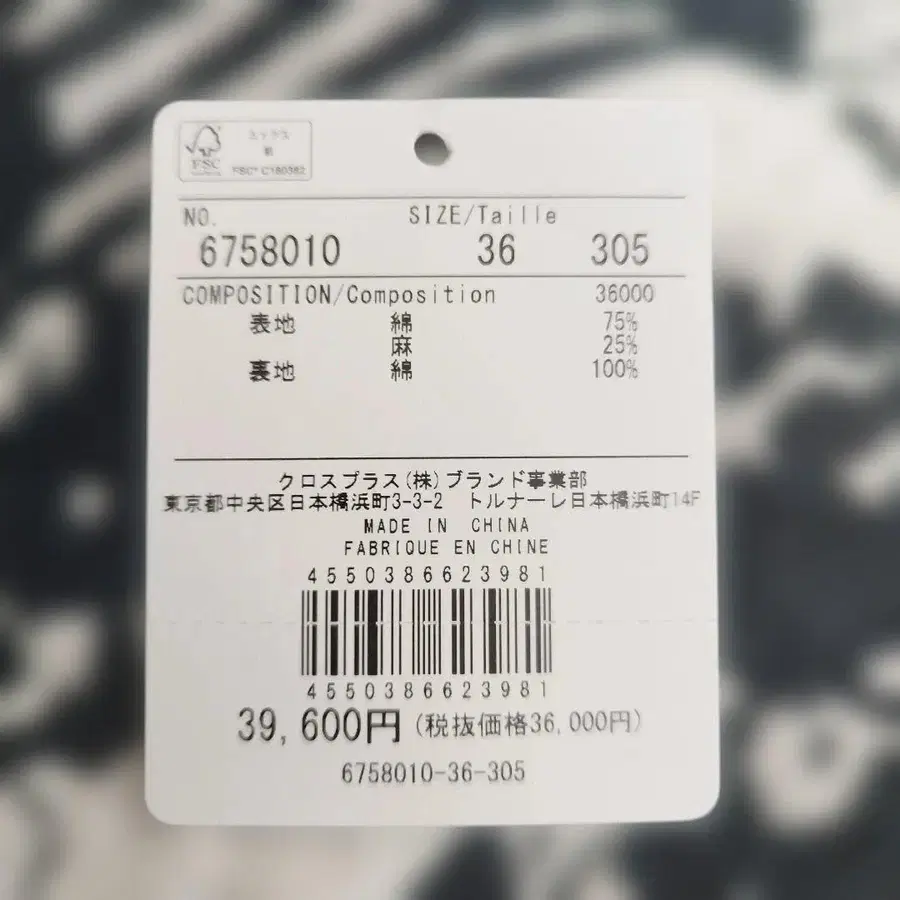 ミックス
FSC
FSC® C160382
NO.
SIZE/Taille
6758010 36 305
COMPOSITION/Composition 36000
表地 綿 75%
麻 25%
裏地 綿 100%
クロスプラス(株)ブランド事業部
東京都中央区日本橋浜町3-3-2 トルナーレ日本橋浜町14F
MADE IN CHINA
FABRIQUE EN CHINE
4550386623981
4550386623981
39,600円 (税抜価格36,000円)
6758010-36-305